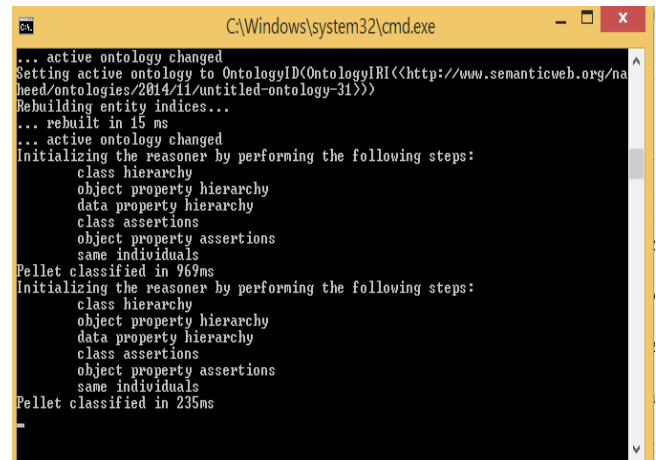 C:\Windows\system32\cmd.exe
... active ontology changed
Setting active ontology to OntologyID(OntologyIRI(<http://www.semanticweb.org/na
heed/ontologies/2014/11/untitled-ontology-31>))
Rebuilding entity indices...
... rebuilt in 15 ms
... active ontology changed
Initializing the reasoner by performing the following steps:
class hierarchy
object property hierarchy
data property hierarchy
class assertions
object property assertions
same individuals
Pellet classified in 969ms
Initializing the reasoner by performing the following steps:
class hierarchy
object property hierarchy
data property hierarchy
class assertions
object property assertions
same individuals
Pellet classified in 235ms